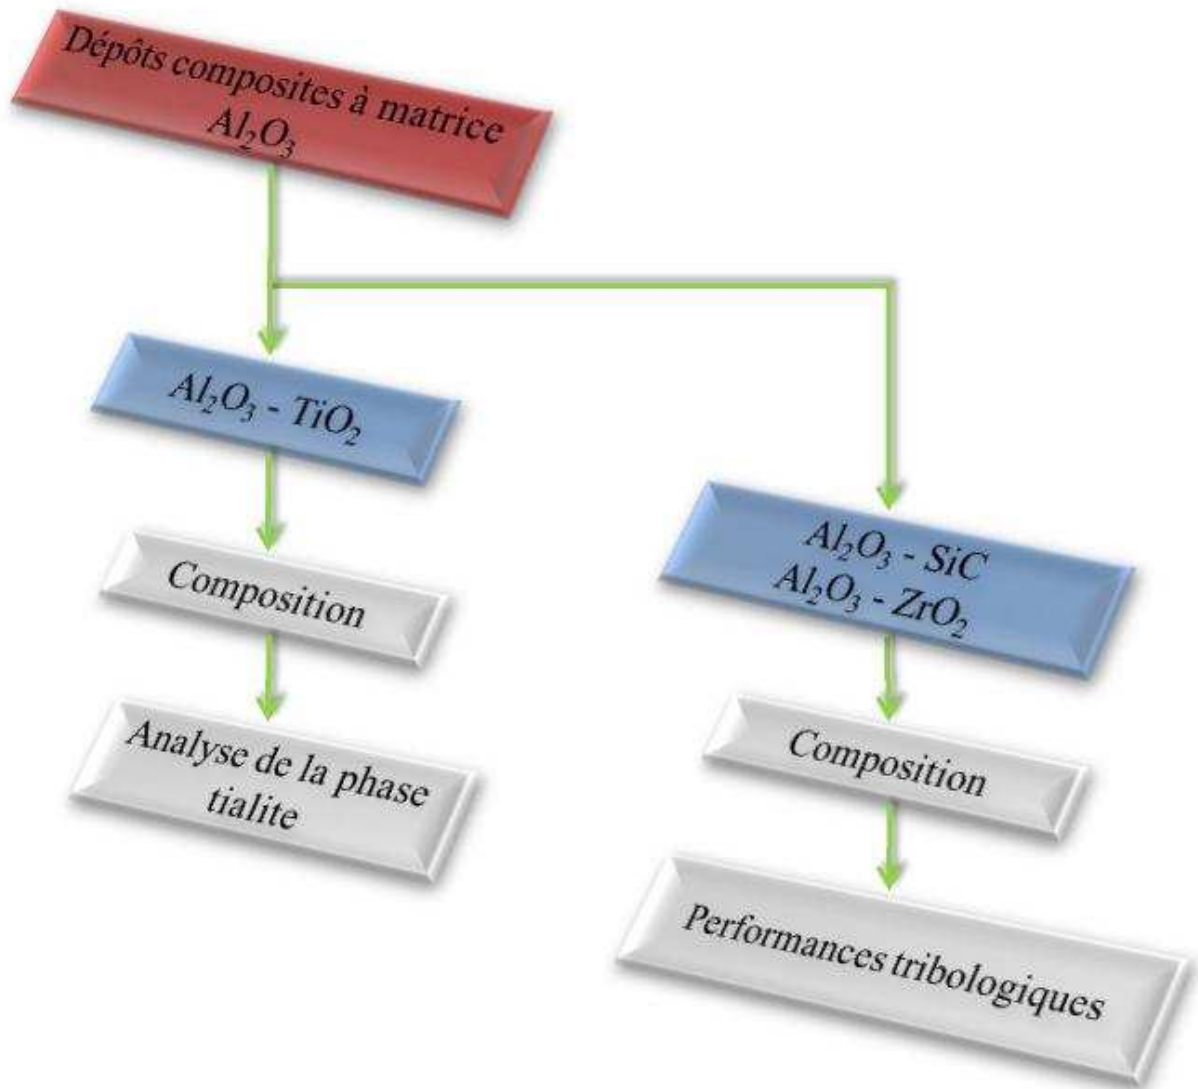 Dépôts composites à matrice
Al₂O₃
Al₂O₃ - TiO₂
Composition
Analyse de la phase
tialite
Al₂O₃ - SiC
Al₂O₃ - ZrO₂
Composition
Performances tribologiques